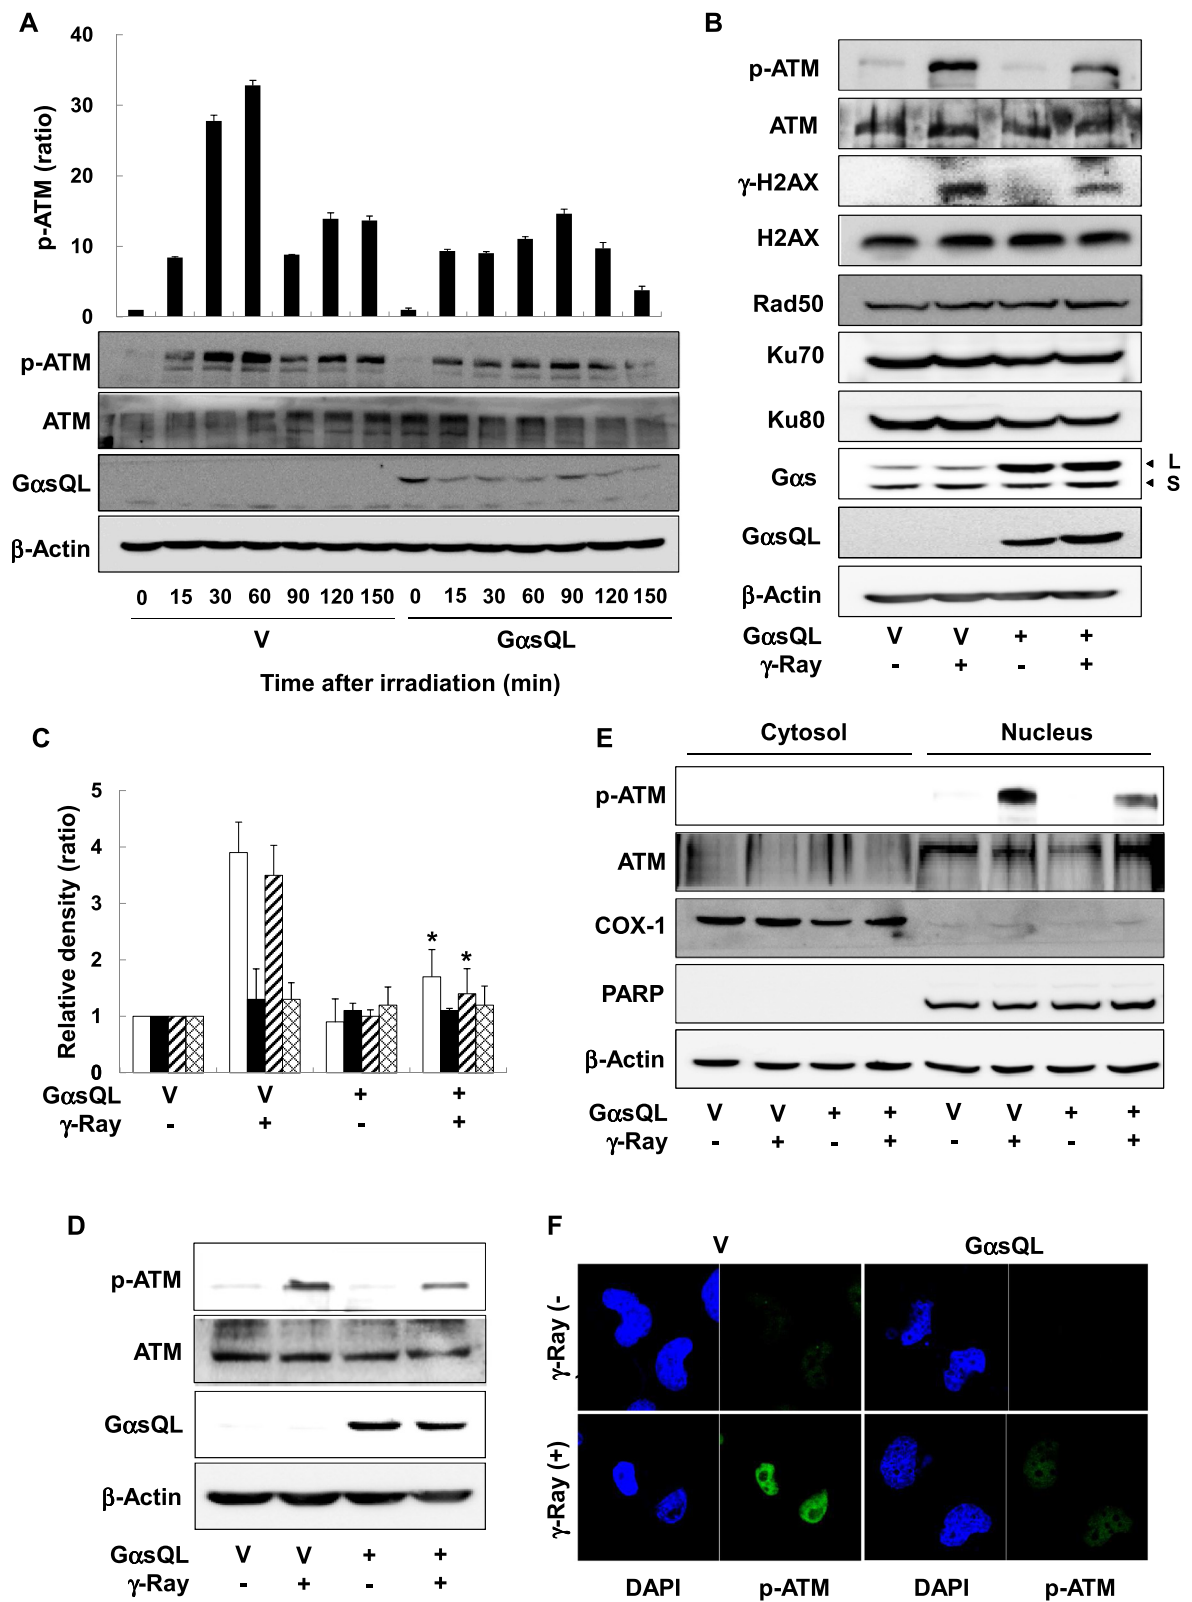 A
40
30
20
10
0
p-ATM (ratio)
p-ATM
ATM
GαsQL
β-Actin
0 15 30 60 90 120 150 0 15 30 60 90 120 150
V GαsQL
Time after irradiation (min)
B
p-ATM
ATM
γ-H2AX
H2AX
Rad50
Ku70
Ku80
Gαs
L
S
GαsQL
β-Actin
GαsQL V V + +
γ-Ray - + - +
C
5
4
3
2
1
0
Relative density (ratio)
* *
GαsQL V V + +
γ-Ray - + - +
E
Cytosol Nucleus
p-ATM
ATM
COX-1
PARP
β-Actin
GαsQL V V + + V V + +
γ-Ray - + - + - + - +
D
p-ATM
ATM
GαsQL
β-Actin
GαsQL V V + +
γ-Ray - + - +
F
V GαsQL
γ-Ray (-
γ-Ray (+)
DAPI p-ATM DAPI p-ATM